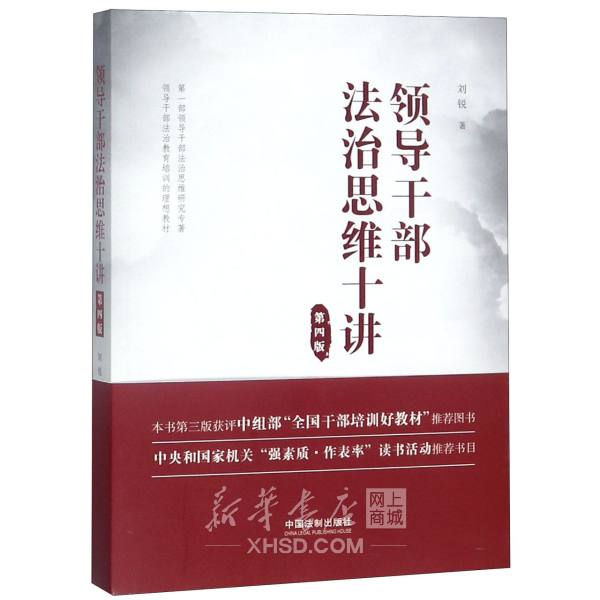 领导干部法治思维十讲
第四版
刘锐
刘锐 著
领导干部
法治思维十讲
第四版
第一部领导干部法治思维研究专著
领导干部法治教育培训的理想教材
本书第三版获评中组部“全国干部培训好教材”推荐图书
中央和国家机关“强素质·作表率”读书活动推荐书目
中国法制出版社
CHINA LEGAL PUBLISHING HOUSE
新华书店
网上
商城
XHSD.COM